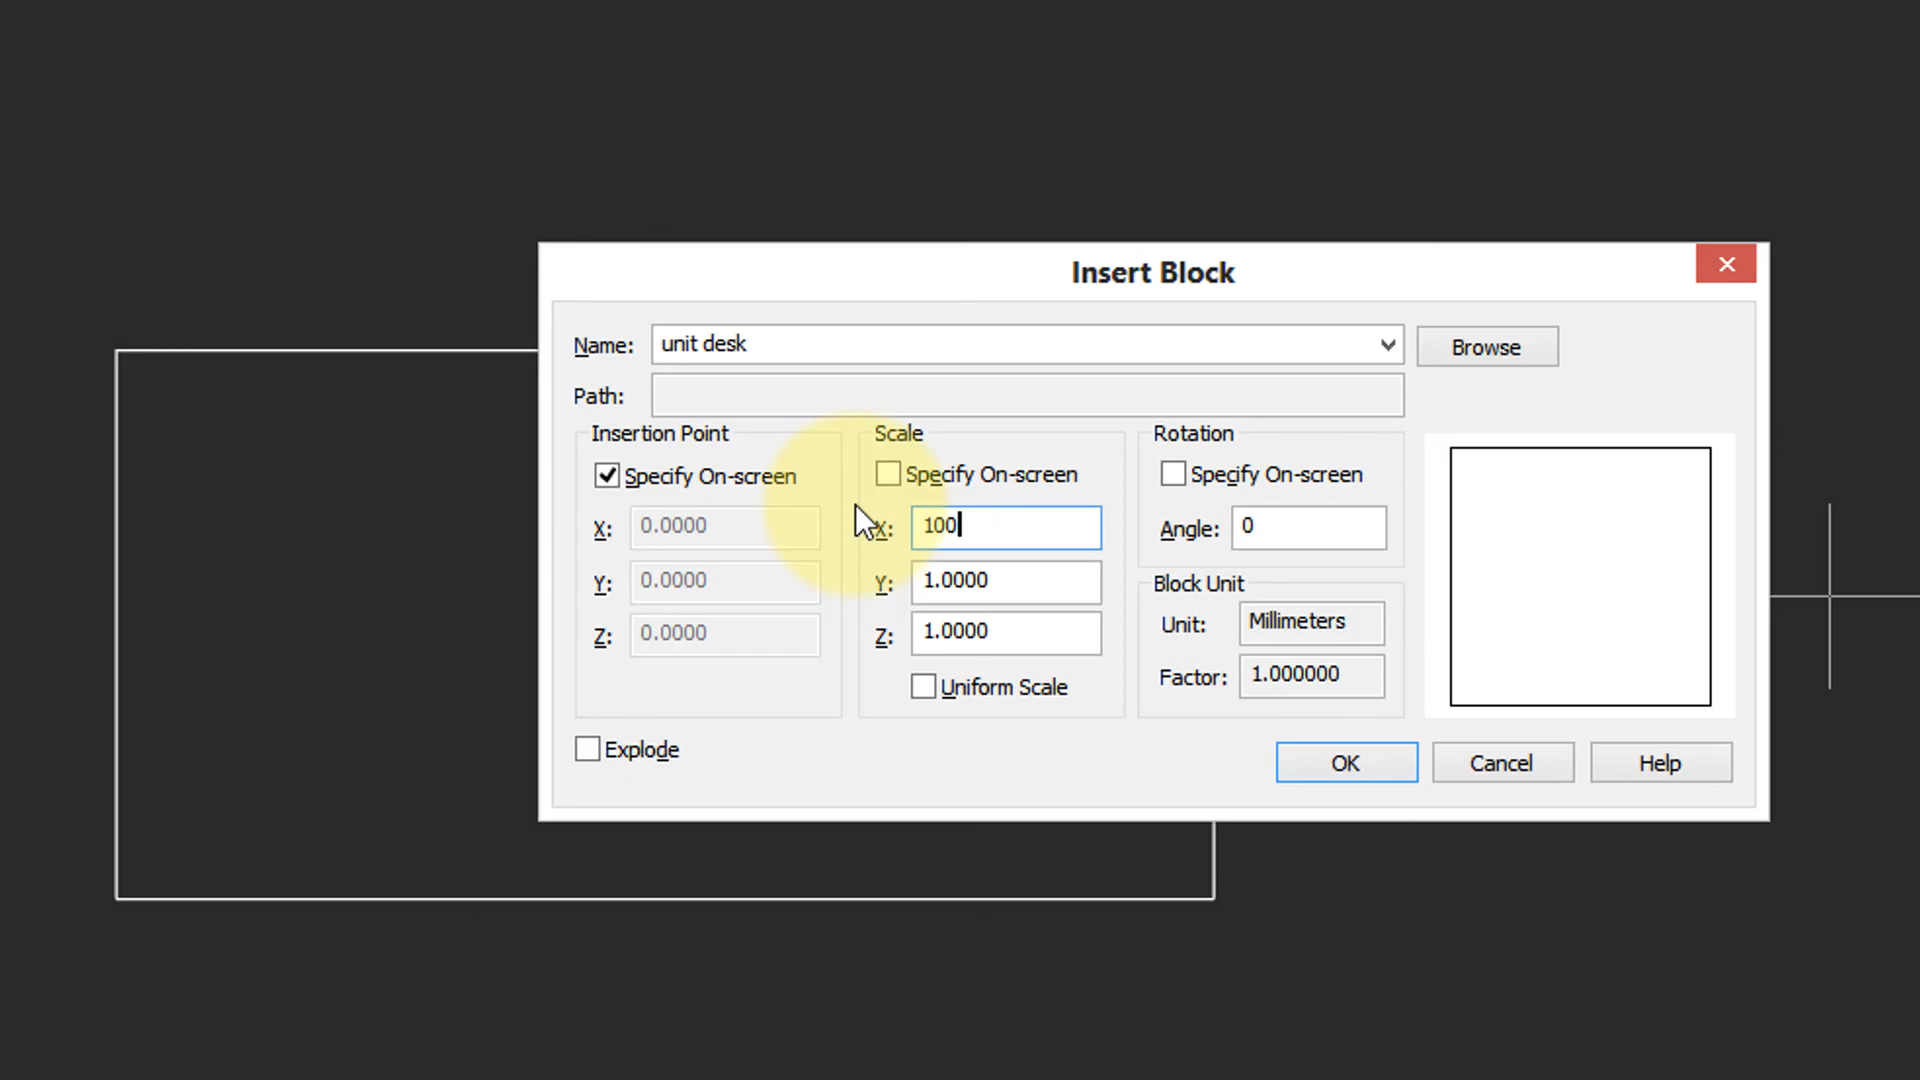 Insert Block
Name: unit desk Browse
Path:
Insertion Point Scale Rotation
Specify On-screen Specify On-screen Specify On-screen
X: 0.0000 X: 100 Angle: 0
Y: 0.0000 Y: 1.0000 Block Unit
Z: 0.0000 Z: 1.0000 Unit: Millimeters
Uniform Scale Factor: 1.000000
Explode OK Cancel Help